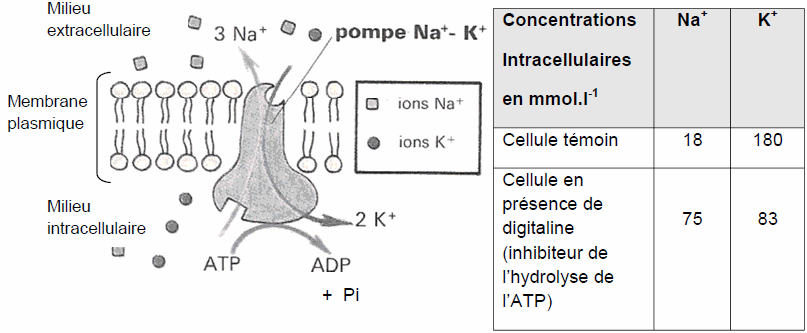 Milieu
extracellulaire
3 Na+
pompe Na+- K+
Membrane
plasmique
ions Na+
ions K+
Milieu
intracellulaire
2 K+
ATP
ADP
+ Pi
Concentrations
Intracellulaires
en mmol.l-1
Na+
K+
Cellule témoin
18
180
Cellule en
présence de
digitaline
(inhibiteur de
l'hydrolyse de
l'ATP)
75
83